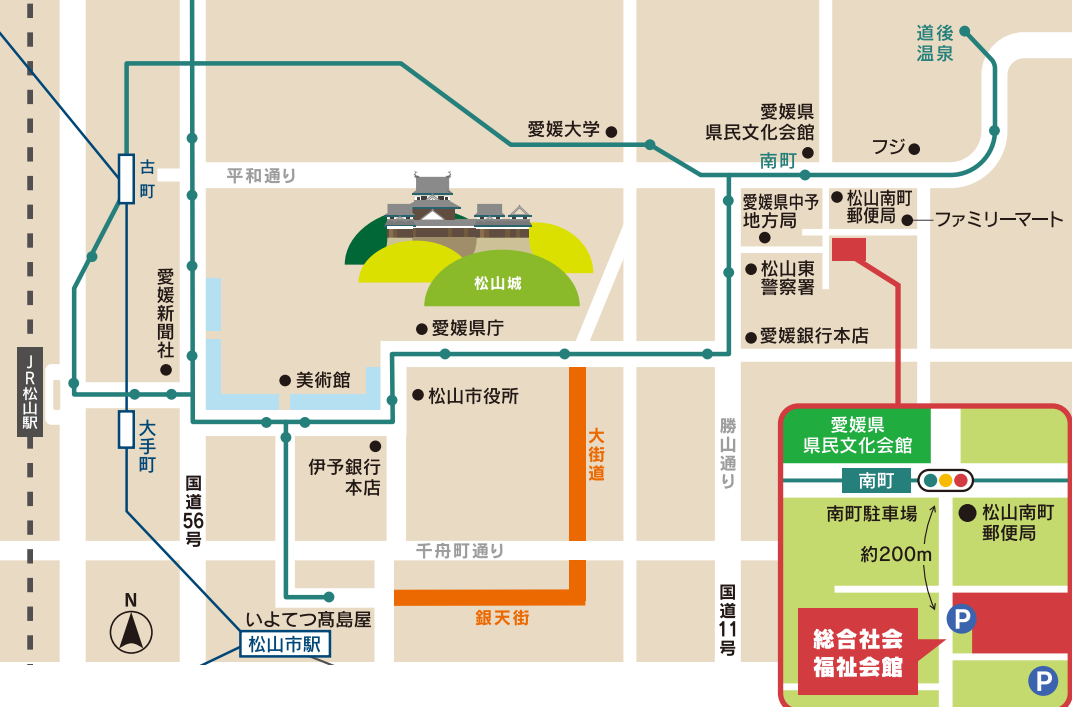 道後
温泉
愛媛県
県民文化会館
愛媛大学
南町
フジ
古町
平和通り
愛媛県中予
地方局
松山南町
郵便局
ファミリーマート
松山東
警察署
松山城
愛媛新聞社
愛媛県庁
愛媛銀行本店
JR松山駅
美術館
松山市役所
大手町
大街道
勝山通り
伊予銀行
本店
国道56号
千舟町通り
国道11号
いよてつ髙島屋
銀天街
N
松山市駅
愛媛県
県民文化会館
南町
南町駐車場
松山南町
郵便局
約200m
P
総合社会
福祉会館
P